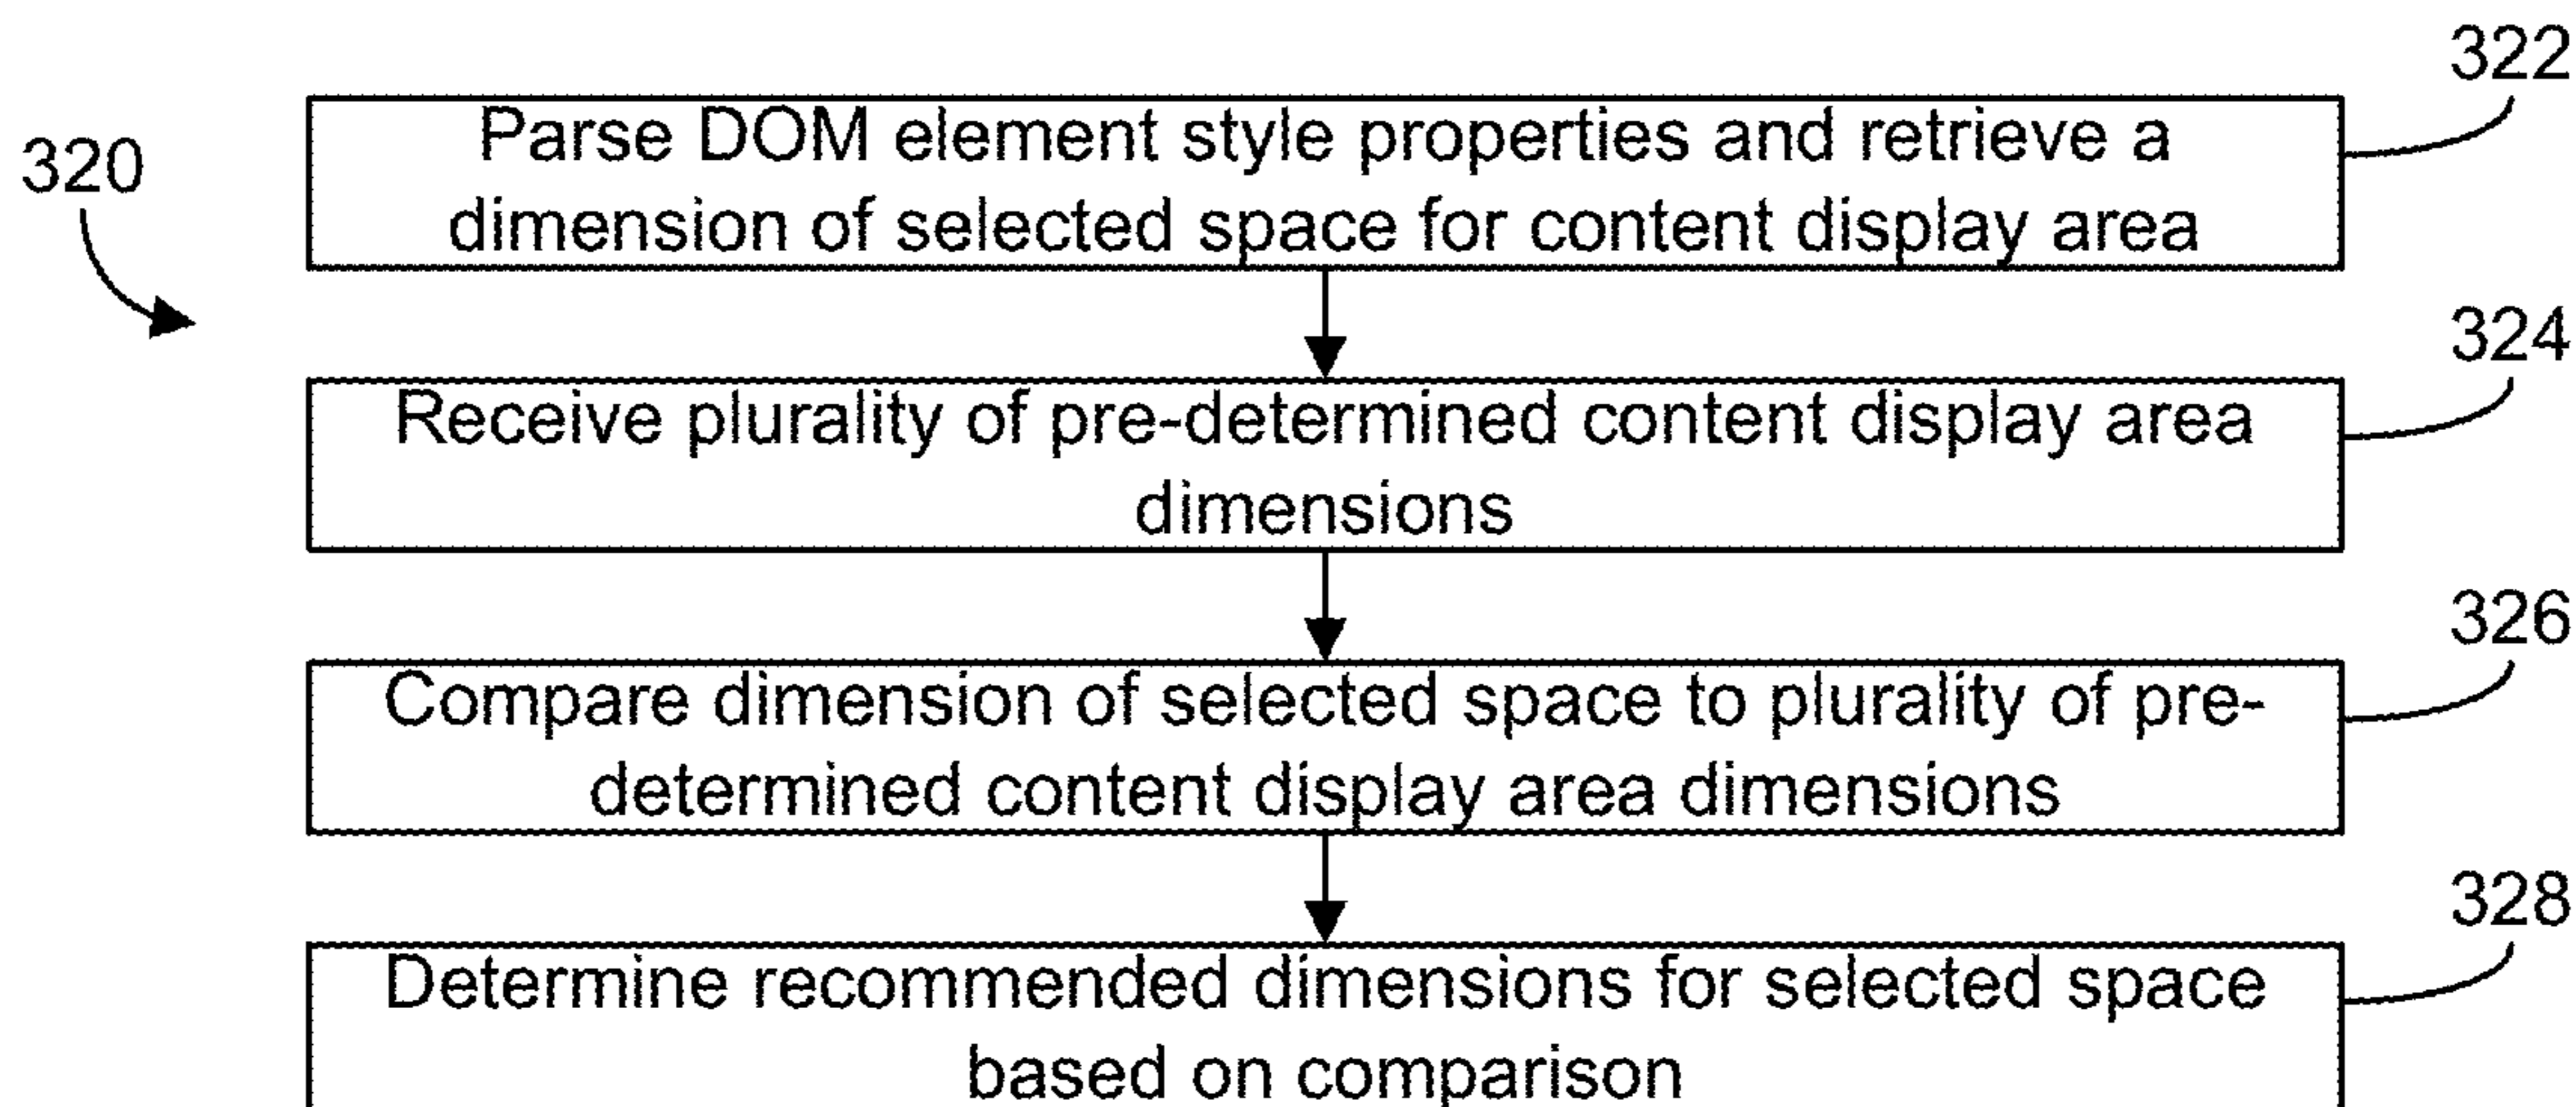 322
Parse DOM element style properties and retrieve a
dimension of selected space for content display area
320
324
Receive plurality of pre-determined content display area
dimensions
326
Compare dimension of selected space to plurality of pre-
determined content display area dimensions
328
Determine recommended dimensions for selected space
based on comparison